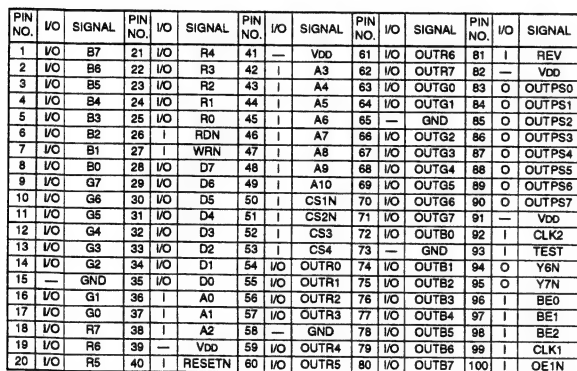 PIN NO. I/O SIGNAL PIN NO. I/O SIGNAL PIN NO. I/O SIGNAL PIN NO. I/O SIGNAL PIN NO. I/O SIGNAL
1 I/O B7 21 I/O R4 41 — VDD 61 I/O OUTR6 81 I REV
2 I/O B6 22 I/O R3 42 I A3 62 I/O OUTR7 82 — VDD
3 I/O B5 23 I/O R2 43 I A4 63 I/O OUTG0 83 O OUTPS0
4 I/O B4 24 I/O R1 44 I A5 64 I/O OUTG1 84 O OUTPS1
5 I/O B3 25 I/O R0 45 I A6 65 — GND 85 O OUTPS2
6 I/O B2 26 I RDN 46 I A7 66 I/O OUTG2 86 O OUTPS3
7 I/O B1 27 I WRN 47 I A8 67 I/O OUTG3 87 O OUTPS4
8 I/O B0 28 I/O D7 48 I A9 68 I/O OUTG4 88 O OUTPS5
9 I/O G7 29 I/O D6 49 I A10 69 I/O OUTG5 89 O OUTPS6
10 I/O G6 30 I/O D5 50 I CS1N 70 I/O OUTG6 90 O OUTPS7
11 I/O G5 31 I/O D4 51 I CS2N 71 I/O OUTG7 91 — VDD
12 I/O G4 32 I/O D3 52 I CS3 72 I/O OUTB0 92 I CLK2
13 I/O G3 33 I/O D2 53 I CS4 73 — GND 93 I TEST
14 I/O G2 34 I/O D1 54 I/O OUTR0 74 I/O OUTB1 94 O Y6N
15 — GND 35 I/O D0 55 I/O OUTR1 75 I/O OUTB2 95 O Y7N
16 I/O G1 36 I A0 56 I/O OUTR2 76 I/O OUTB3 96 I BE0
17 I/O G0 37 I A1 57 I/O OUTR3 77 I/O OUTB4 97 I BE1
18 I/O R7 38 I A2 58 — GND 78 I/O OUTB5 98 I BE2
19 I/O R6 39 — VDD 59 I/O OUTR4 79 I/O OUTB6 99 I CLK1
20 I/O R5 40 I RESETN 60 I/O OUTR5 80 I/O OUTB7 100 I OE1N